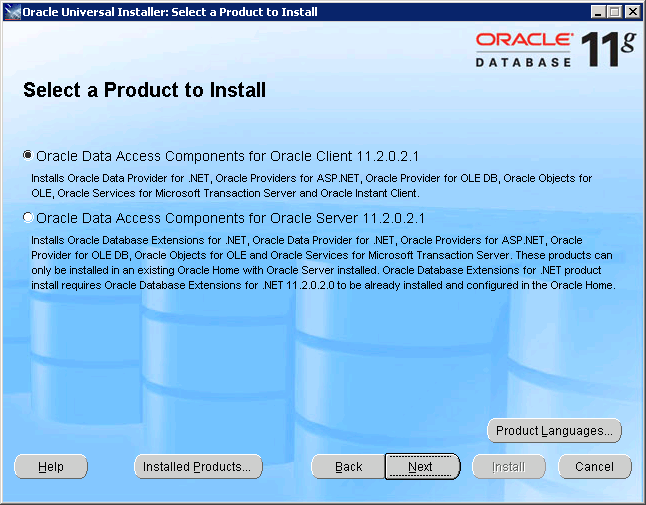 Oracle Universal Installer: Select a Product to Install
ORACLE
DATABASE 11g
Select a Product to Install
Oracle Data Access Components for Oracle Client 11.2.0.2.1
Installs Oracle Data Provider for .NET, Oracle Providers for ASP.NET, Oracle Provider for OLE DB, Oracle Objects for
OLE, Oracle Services for Microsoft Transaction Server and Oracle Instant Client.
Oracle Data Access Components for Oracle Server 11.2.0.2.1
Installs Oracle Database Extensions for .NET, Oracle Data Provider for .NET, Oracle Providers for ASP.NET, Oracle
Provider for OLE DB, Oracle Objects for OLE and Oracle Services for Microsoft Transaction Server. These products can
only be installed in an existing Oracle Home with Oracle Server installed. Oracle Database Extensions for .NET product
install requires Oracle Database Extensions for .NET 11.2.0.2.0 to be already installed and configured in the Oracle Home.
Product Languages...
Help Installed Products... Back Next Install Cancel